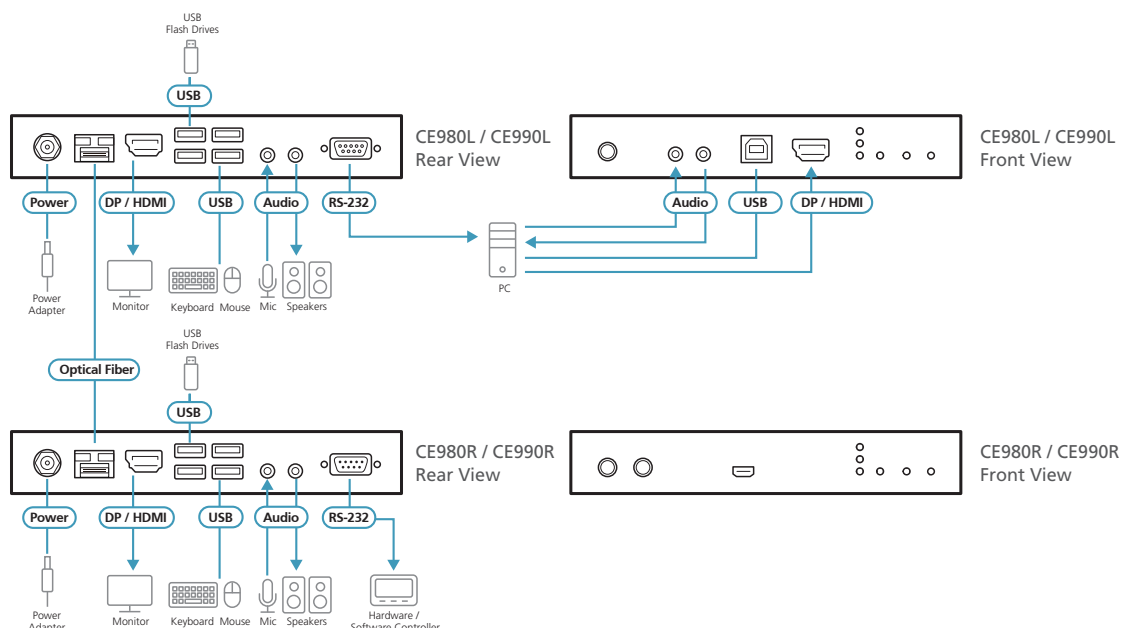 USB
Flash Drives
USB
CE980L / CE990L
Rear View
CE980L / CE990L
Front View
Power
DP / HDMI
USB
Audio
RS-232
Audio
USB
DP / HDMI
Power
Adapter
Monitor
Keyboard
Mouse
Mic
Speakers
PC
USB
Flash Drives
Optical Fiber
USB
CE980R / CE990R
Rear View
CE980R / CE990R
Front View
Power
DP / HDMI
USB
Audio
RS-232
Power
Adapter
Monitor
Keyboard
Mouse
Mic
Speakers
Hardware /
Software Controller